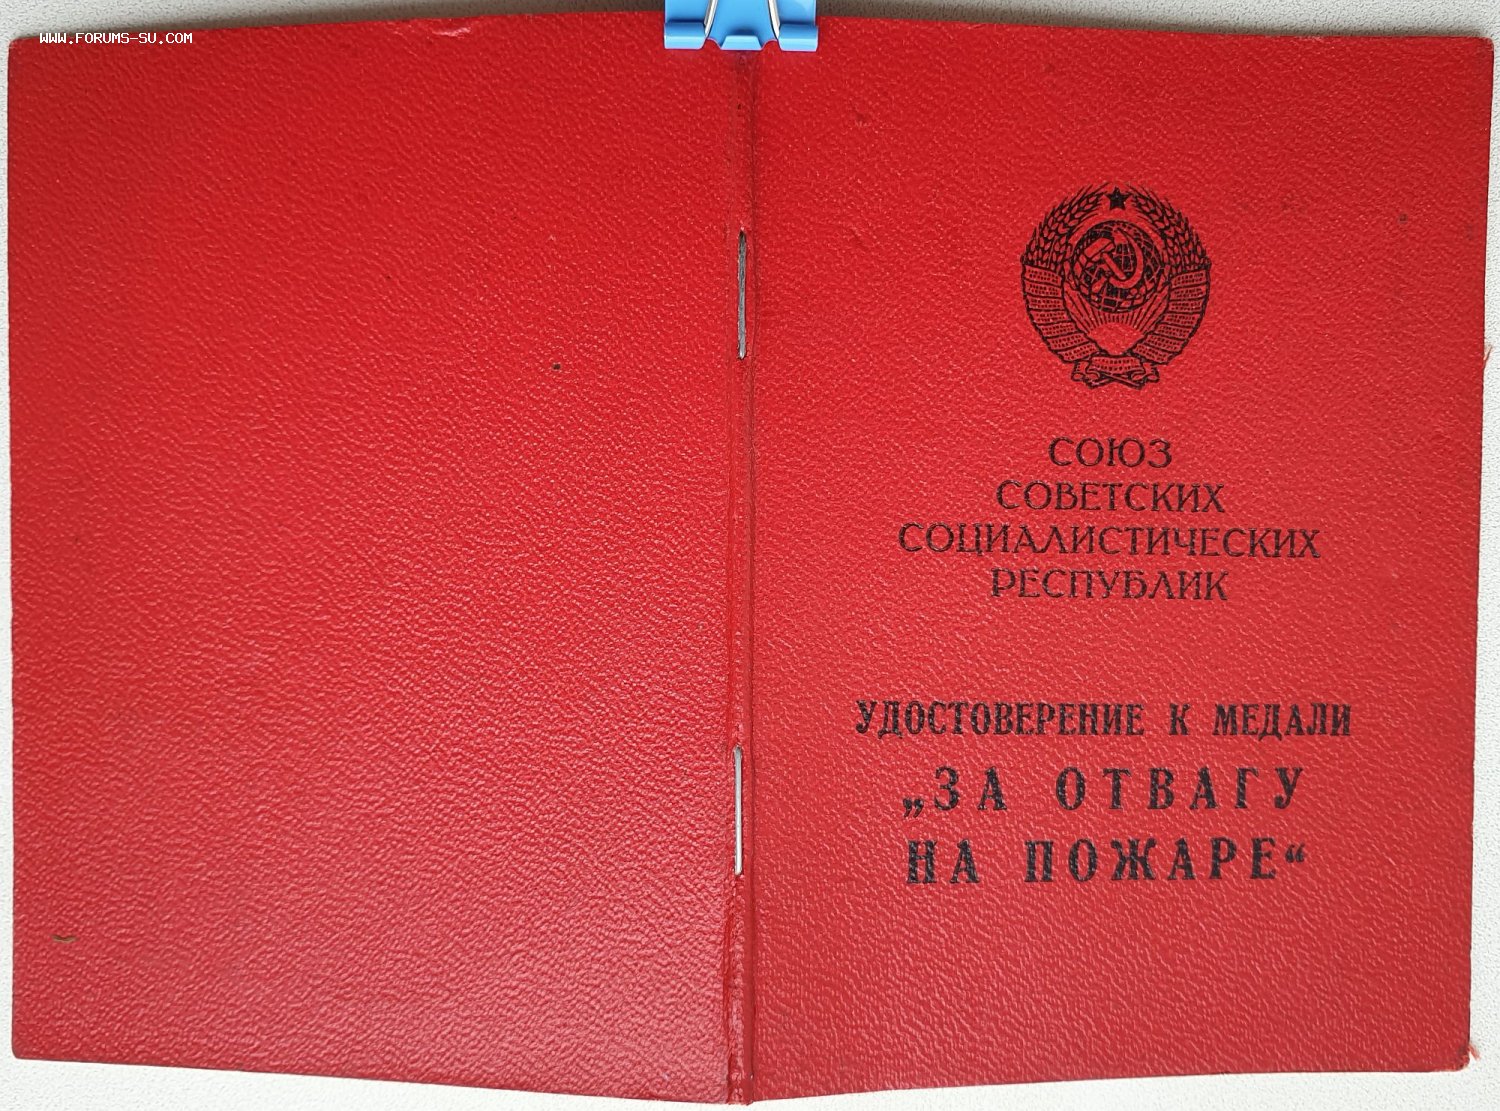 WWW.FORUMS-SU.COM
СОЮЗ
СОВЕТСКИХ
СОЦИАЛИСТИЧЕСКИХ
РЕСПУБЛИК
УДОСТОВЕРЕНИЕ К МЕДАЛИ
„ЗА ОТВАГУ
НА ПОЖАРЕ“